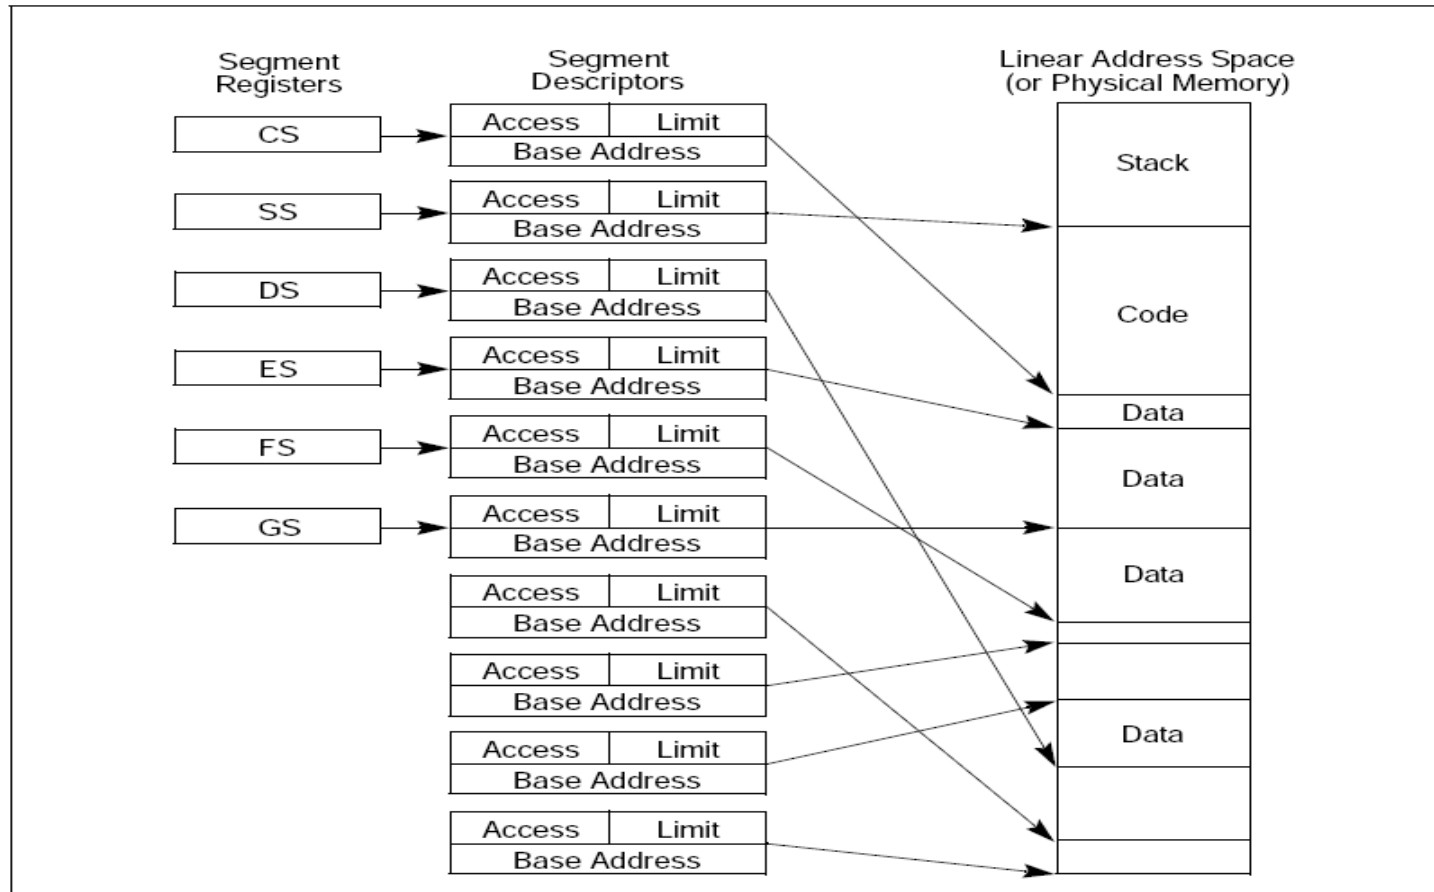 Segment
Registers
Segment
Descriptors
Linear Address Space
(or Physical Memory)
CS
Access Limit
Base Address
Stack
SS
Access Limit
Base Address
DS
Access Limit
Base Address
Code
ES
Access Limit
Base Address
Data
FS
Access Limit
Base Address
Data
GS
Access Limit
Base Address
Data
Access Limit
Base Address
Access Limit
Base Address
Data
Access Limit
Base Address
Access Limit
Base Address